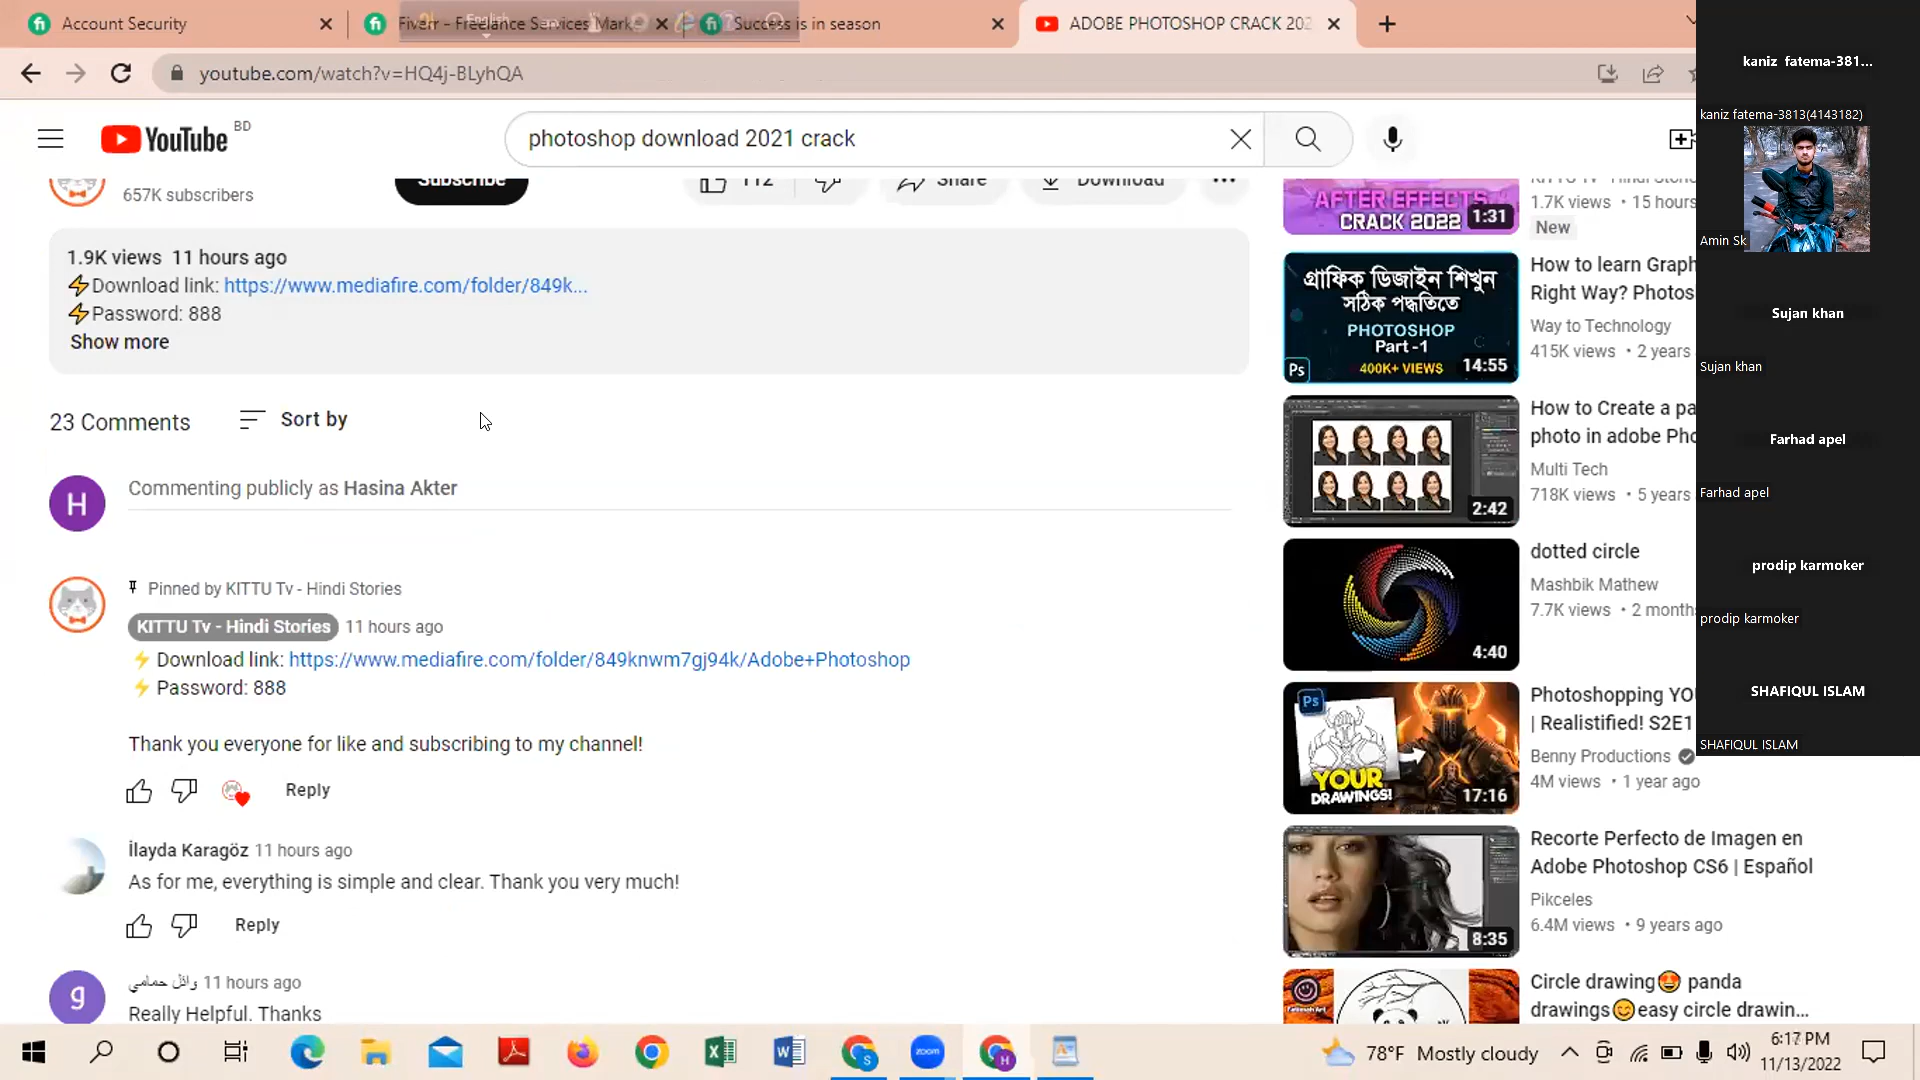 Account Security
Fiverr - Freelance Services Mark
Success is in season
ADOBE PHOTOSHOP CRACK 202
youtube.com/watch?v=HQ4j-BLyhQA
YouTube BD
photoshop download 2021 crack
657K subscribers
Subscribe
112
Share
Download
1.9K views 11 hours ago
⚡Download link: https://www.mediafire.com/folder/849k...
⚡Password: 888
Show more
23 Comments
Sort by
H
Commenting publicly as Hasina Akter
Pinned by KITTU Tv - Hindi Stories
KITTU Tv - Hindi Stories 11 hours ago
⚡ Download link: https://www.mediafire.com/folder/849knwm7gj94k/Adobe+Photoshop
⚡ Password: 888
Thank you everyone for like and subscribing to my channel!
Reply
İlayda Karagöz 11 hours ago
As for me, everything is simple and clear. Thank you very much!
Reply
g
وائل حمامي 11 hours ago
Really Helpful. Thanks
AFTER EFFECTS
CRACK 2022
1:31
KITTU Tv - Hindi Storie
1.7K views • 15 hours
New
গ্রাফিক ডিজাইন শিখুন
সঠিক পদ্ধতিতে
PHOTOSHOP
Part -1
400K+ VIEWS
Ps
14:55
How to learn Graph
Right Way? Photos
Way to Technology
415K views • 2 years
2:42
How to Create a pa
photo in adobe Pho
Multi Tech
718K views • 5 years
4:40
dotted circle
Mashbik Mathew
7.7K views • 2 month
Ps
YOUR
DRAWINGS!
17:16
Photoshopping YO
| Realistified! S2E1
Benny Productions
4M views • 1 year ago
8:35
Recorte Perfecto de Imagen en
Adobe Photoshop CS6 | Español
Pikceles
6.4M views • 9 years ago
Circle drawing😍 panda
drawings😊easy circle drawin...
kaniz fatema-381...
kaniz fatema-3813(4143182)
Amin Sk
Sujan khan
Sujan khan
Farhad apel
Farhad apel
prodip karmoker
prodip karmoker
SHAFIQUL ISLAM
SHAFIQUL ISLAM
zoom
78°F Mostly cloudy
6:17 PM
11/13/2022